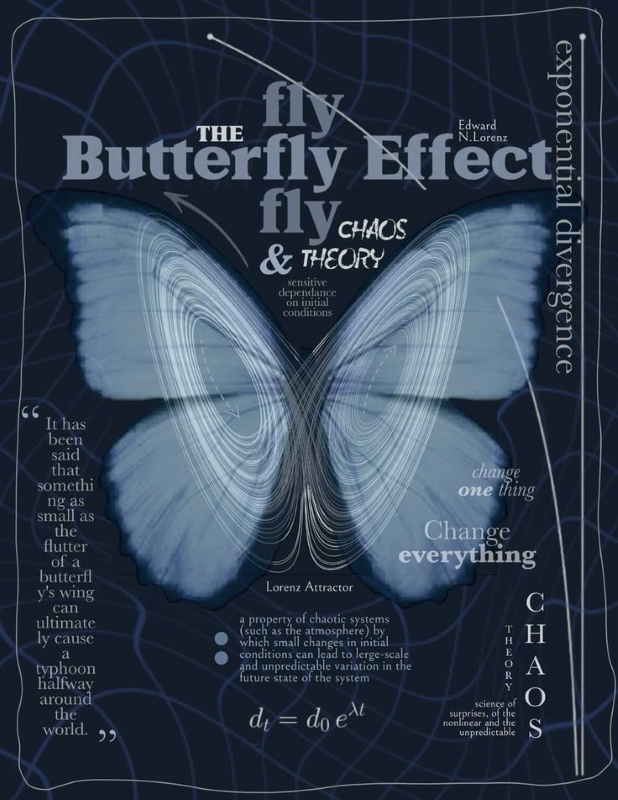 fly
THE
Edward
N.Lorenz
Butterfly Effect
fly
CHAOS
& THEORY
sensitive
dependance
on initial
conditions
exponential divergence
“ It has
been
said
that
somethi
ng as
small as
the
flutter
of a
butterfl
y's wing
can
ultimate
ly cause
a
typhoon
halfway
around
the
world. ”
change
one thing
Change
everything
Lorenz Attractor
: a property of chaotic systems
(such as the atmosphere) by
which small changes in initial
conditions can lead to lerge-scale
and unpredictable variation in the
future state of the system
dₜ = d₀ e^λt
THEORY
CHAOS
science of
surprises, of the
nonlinear and the
unpredictable